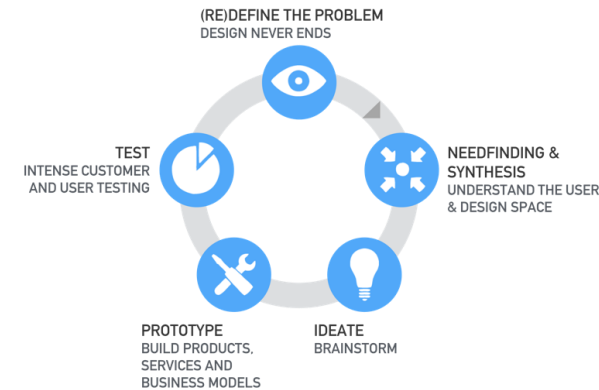 (RE)DEFINE THE PROBLEM
DESIGN NEVER ENDS
NEEDFINDING &
SYNTHESIS
UNDERSTAND THE USER
& DESIGN SPACE
IDEATE
BRAINSTORM
PROTOTYPE
BUILD PRODUCTS,
SERVICES AND
BUSINESS MODELS
TEST
INTENSE CUSTOMER
AND USER TESTING